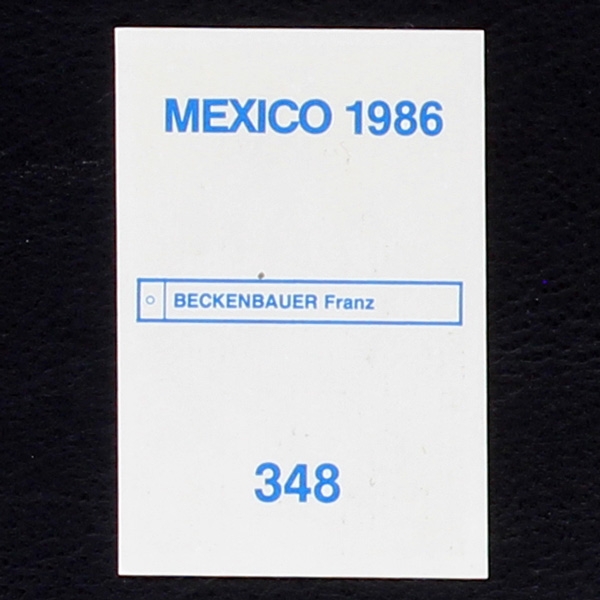 MEXICO 1986
BECKENBAUER Franz
348